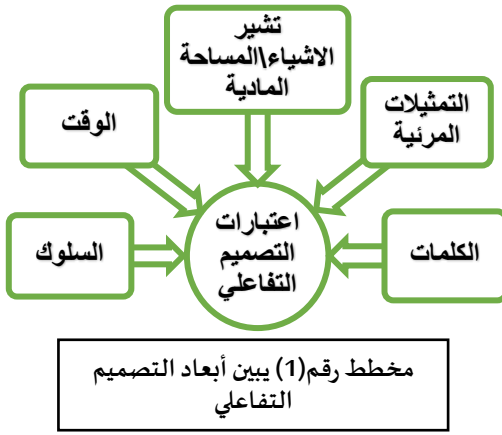 تشير
الاشياء\المساحة
المادية
التمثيلات
المرئية
الوقت
الكلمات
السلوك
اعتبارات
التصميم
التفاعلي
مخطط رقم(1) يبين أبعاد التصميم
التفاعلي